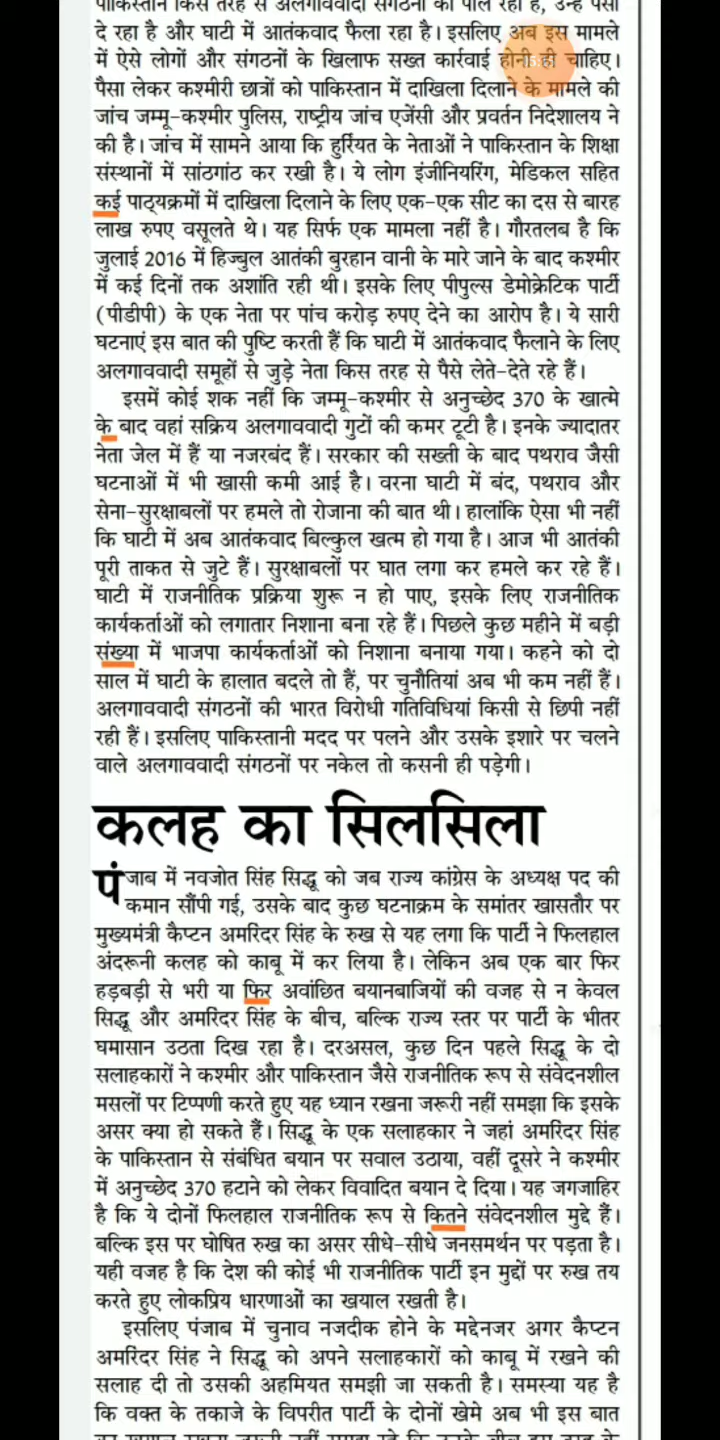 पाकिस्तान किस तरह से अलगाववादी संगठनों को पाल रहा है, उन्हें पैसा
दे रहा है और घाटी में आतंकवाद फैला रहा है। इसलिए अब इस मामले
में ऐसे लोगों और संगठनों के खिलाफ सख्त कार्रवाई होनी ही चाहिए।
पैसा लेकर कश्मीरी छात्रों को पाकिस्तान में दाखिला दिलाने के मामले की
जांच जम्मू-कश्मीर पुलिस, राष्ट्रीय जांच एजेंसी और प्रवर्तन निदेशालय ने
की है। जांच में सामने आया कि हुर्रियत के नेताओं ने पाकिस्तान के शिक्षा
संस्थानों में सांठगांठ कर रखी है। ये लोग इंजीनियरिंग, मेडिकल सहित
कई पाठ्यक्रमों में दाखिला दिलाने के लिए एक-एक सीट का दस से बारह
लाख रुपए वसूलते थे। यह सिर्फ एक मामला नहीं है। गौरतलब है कि
जुलाई 2016 में हिज्बुल आतंकी बुरहान वानी के मारे जाने के बाद कश्मीर
में कई दिनों तक अशांति रही थी। इसके लिए पीपुल्स डेमोक्रेटिक पार्टी
(पीडीपी) के एक नेता पर पांच करोड़ रुपए देने का आरोप है। ये सारी
घटनाएं इस बात की पुष्टि करती हैं कि घाटी में आतंकवाद फैलाने के लिए
अलगाववादी समूहों से जुड़े नेता किस तरह से पैसे लेते-देते रहे हैं।
इसमें कोई शक नहीं कि जम्मू-कश्मीर से अनुच्छेद 370 के खात्मे
के बाद वहां सक्रिय अलगाववादी गुटों की कमर टूटी है। इनके ज्यादातर
नेता जेल में हैं या नजरबंद हैं। सरकार की सख्ती के बाद पथराव जैसी
घटनाओं में भी खासी कमी आई है। वरना घाटी में बंद, पथराव और
सेना-सुरक्षाबलों पर हमले तो रोजाना की बात थी। हालांकि ऐसा भी नहीं
कि घाटी में अब आतंकवाद बिल्कुल खत्म हो गया है। आज भी आतंकी
पूरी ताकत से जुटे हैं। सुरक्षाबलों पर घात लगा कर हमले कर रहे हैं।
घाटी में राजनीतिक प्रक्रिया शुरू न हो पाए, इसके लिए राजनीतिक
कार्यकर्ताओं को लगातार निशाना बना रहे हैं। पिछले कुछ महीने में बड़ी
संख्या में भाजपा कार्यकर्ताओं को निशाना बनाया गया। कहने को दो
साल में घाटी के हालात बदले तो हैं, पर चुनौतियां अब भी कम नहीं हैं।
अलगाववादी संगठनों की भारत विरोधी गतिविधियां किसी से छिपी नहीं
रही हैं। इसलिए पाकिस्तानी मदद पर पलने और उसके इशारे पर चलने
वाले अलगाववादी संगठनों पर नकेल तो कसनी ही पड़ेगी।
कलह का सिलसिला
पंजाब में नवजोत सिंह सिद्धू को जब राज्य कांग्रेस के अध्यक्ष पद की
कमान सौंपी गई, उसके बाद कुछ घटनाक्रम के समांतर खासतौर पर
मुख्यमंत्री कैप्टन अमरिंदर सिंह के रुख से यह लगा कि पार्टी ने फिलहाल
अंदरूनी कलह को काबू में कर लिया है। लेकिन अब एक बार फिर
हड़बड़ी से भरी या फिर अवांछित बयानबाजियों की वजह से न केवल
सिद्धू और अमरिंदर सिंह के बीच, बल्कि राज्य स्तर पर पार्टी के भीतर
घमासान उठता दिख रहा है। दरअसल, कुछ दिन पहले सिद्धू के दो
सलाहकारों ने कश्मीर और पाकिस्तान जैसे राजनीतिक रूप से संवेदनशील
मसलों पर टिप्पणी करते हुए यह ध्यान रखना जरूरी नहीं समझा कि इसके
असर क्या हो सकते हैं। सिद्धू के एक सलाहकार ने जहां अमरिंदर सिंह
के पाकिस्तान से संबंधित बयान पर सवाल उठाया, वहीं दूसरे ने कश्मीर
में अनुच्छेद 370 हटाने को लेकर विवादित बयान दे दिया। यह जगजाहिर
है कि ये दोनों फिलहाल राजनीतिक रूप से कितने संवेदनशील मुद्दे हैं।
बल्कि इस पर घोषित रुख का असर सीधे-सीधे जनसमर्थन पर पड़ता है।
यही वजह है कि देश की कोई भी राजनीतिक पार्टी इन मुद्दों पर रुख तय
करते हुए लोकप्रिय धारणाओं का खयाल रखती है।
इसलिए पंजाब में चुनाव नजदीक होने के मद्देनजर अगर कैप्टन
अमरिंदर सिंह ने सिद्धू को अपने सलाहकारों को काबू में रखने की
सलाह दी तो उसकी अहमियत समझी जा सकती है। समस्या यह है
कि वक्त के तकाजे के विपरीत पार्टी के दोनों खेमे अब भी इस बात